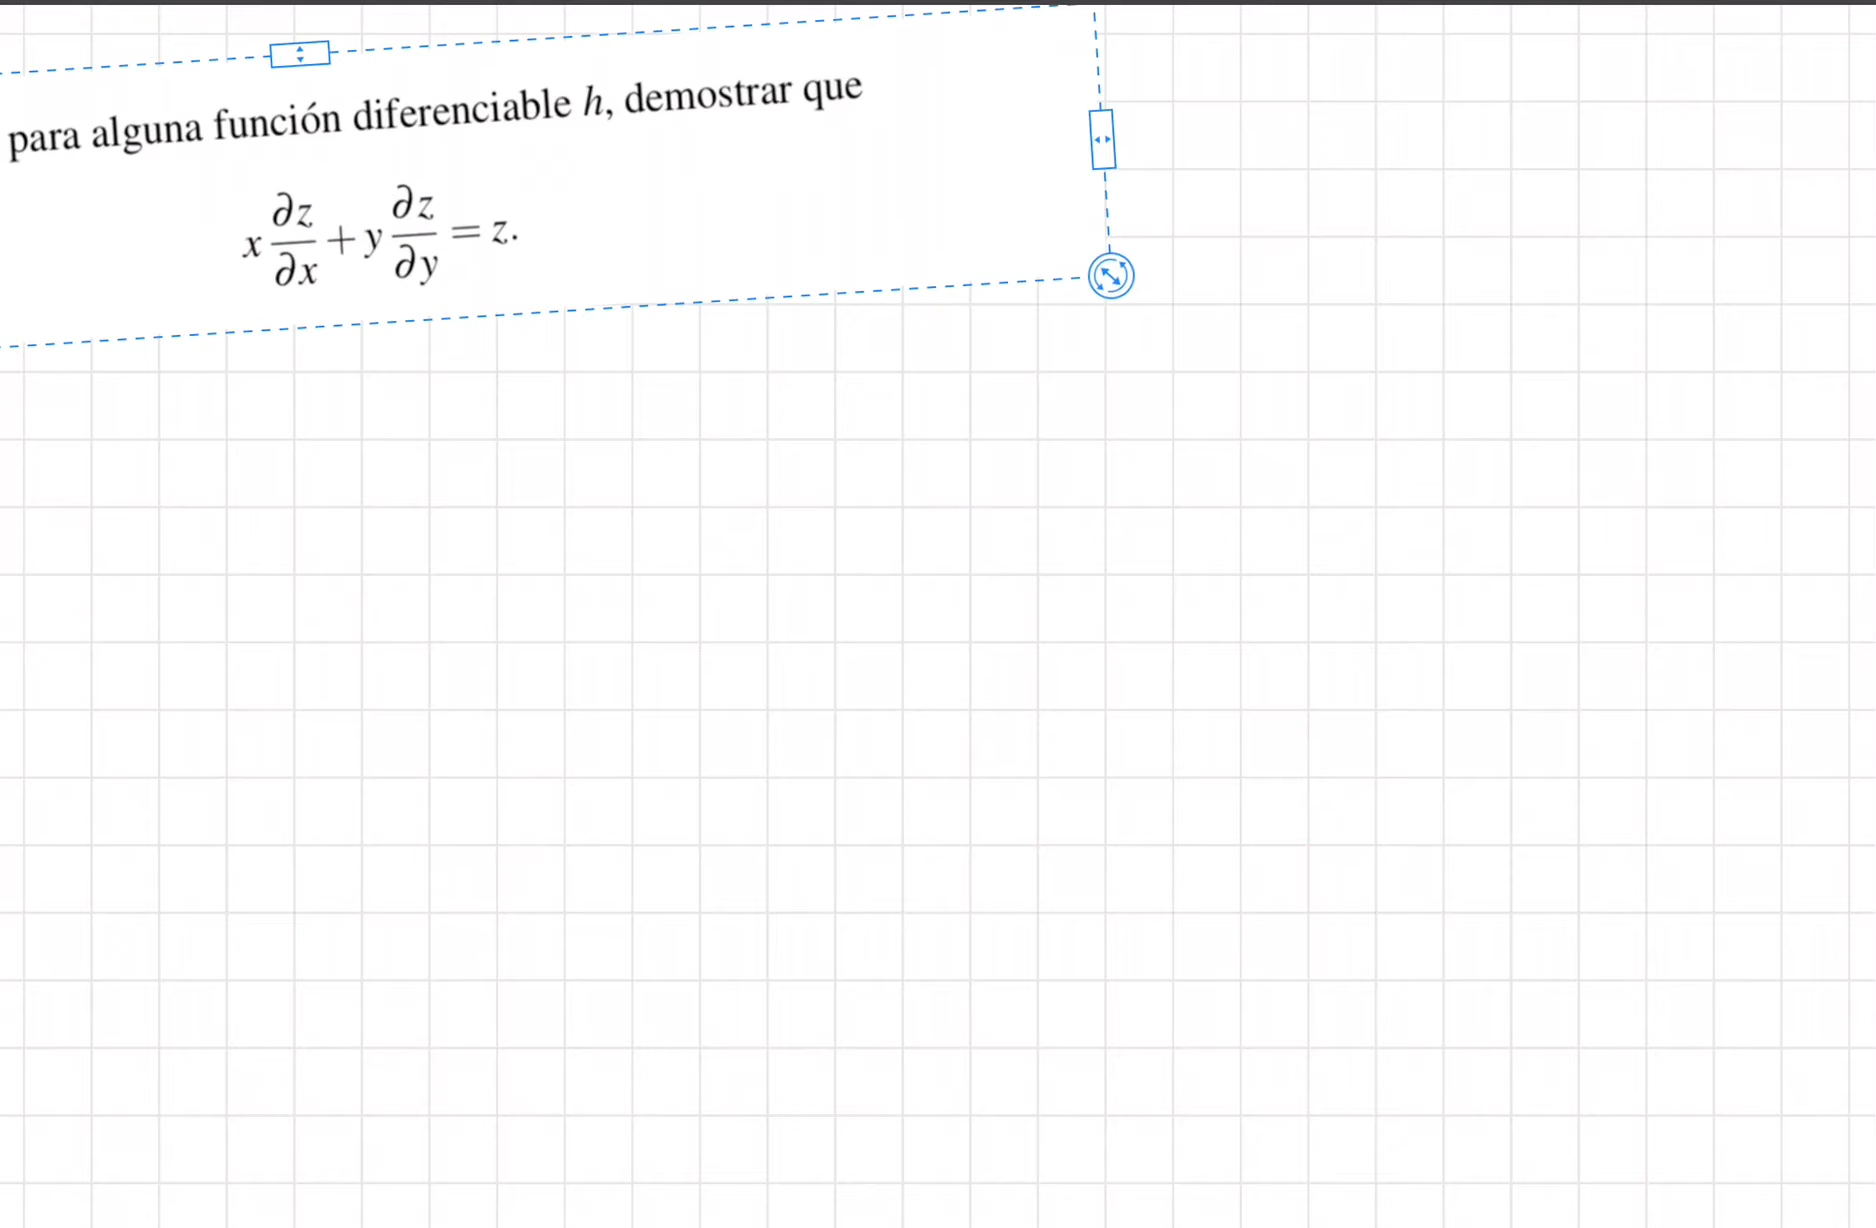 para alguna función diferenciable h, demostrar que
x ∂z/∂x + y ∂z/∂y = z.